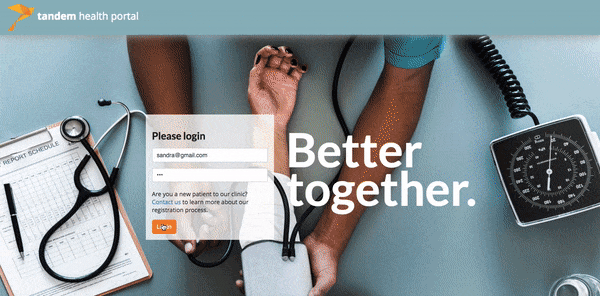 tandem health portal
REPORT SCHEDULE
Please login
sandra@gmail.com
•••
Are you a new patient to our clinic?
Contact us to learn more about our
registration process.
Login
Better
together.